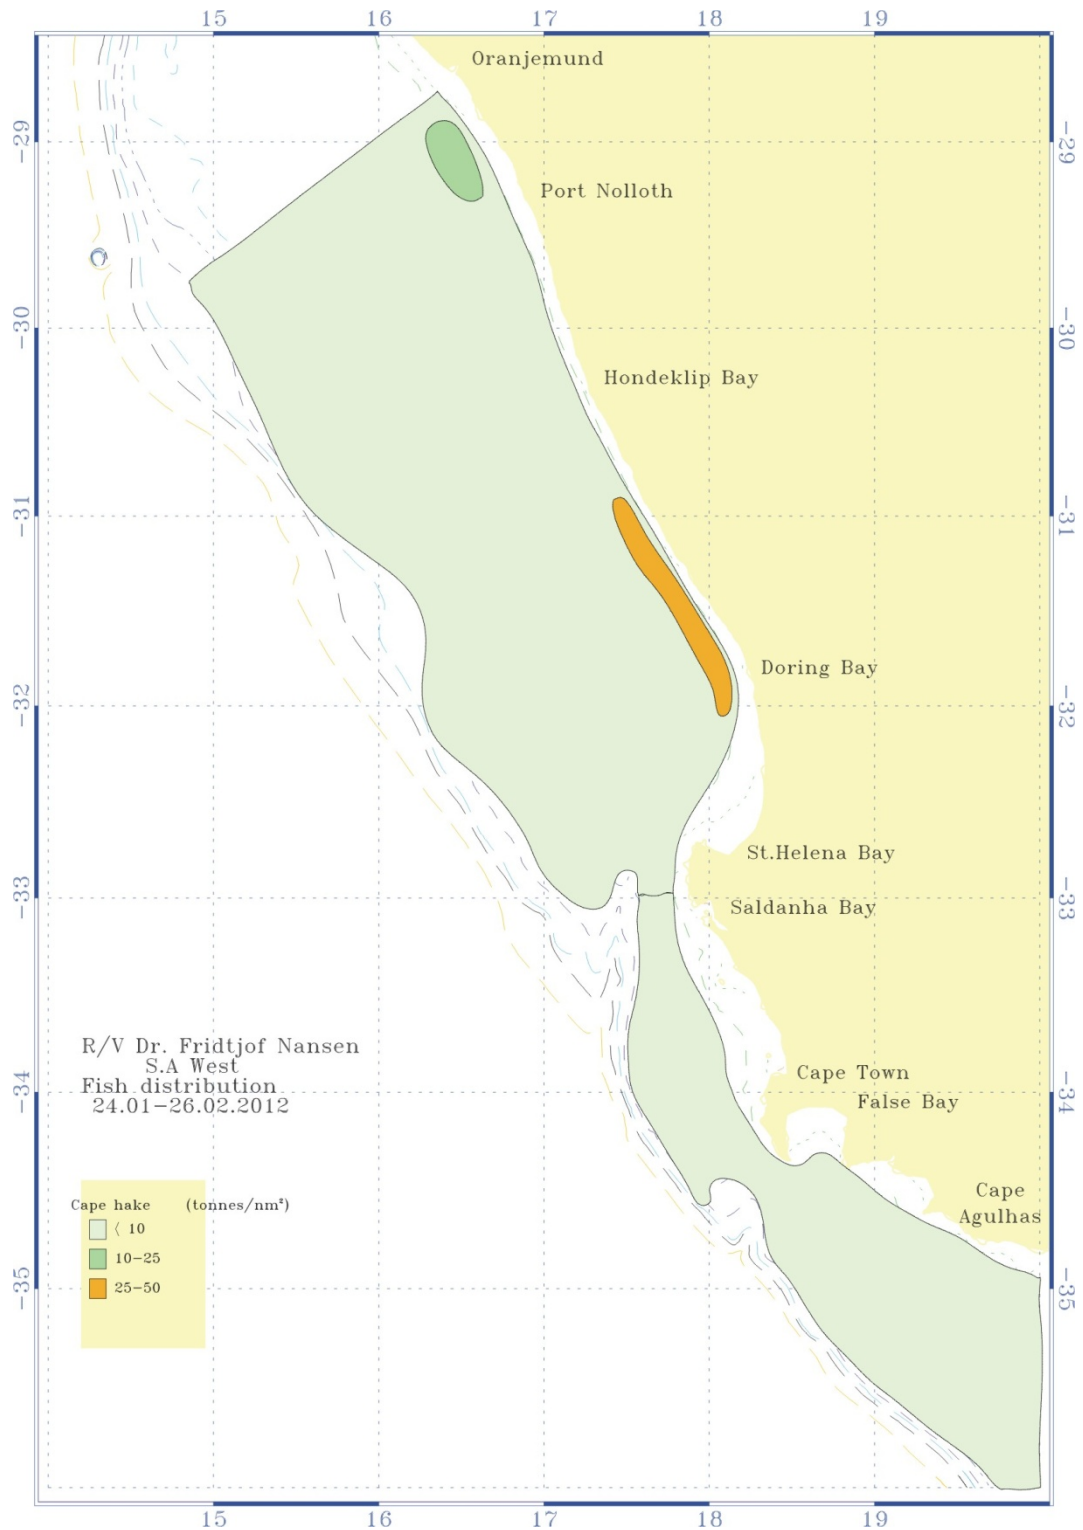 15 16 17 18 19
Oranjemund
-29 -29
Port Nolloth
-30 -30
Hondeklip Bay
-31 -31
Doring Bay
-32 -32
St.Helena Bay
-33 -33
Saldanha Bay
R/V Dr. Fridtjof Nansen
S.A West
Fish distribution
24.01-26.02.2012
Cape Town
-34 -34
False Bay
Cape
Agulhas
Cape hake (tonnes/nm²)
< 10
10-25
25-50
-35 -35
15 16 17 18 19